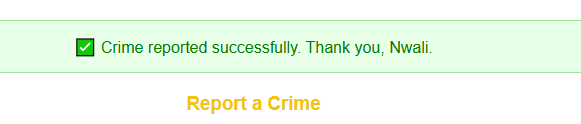 ✅ Crime reported successfully. Thank you, Nwali.
Report a Crime